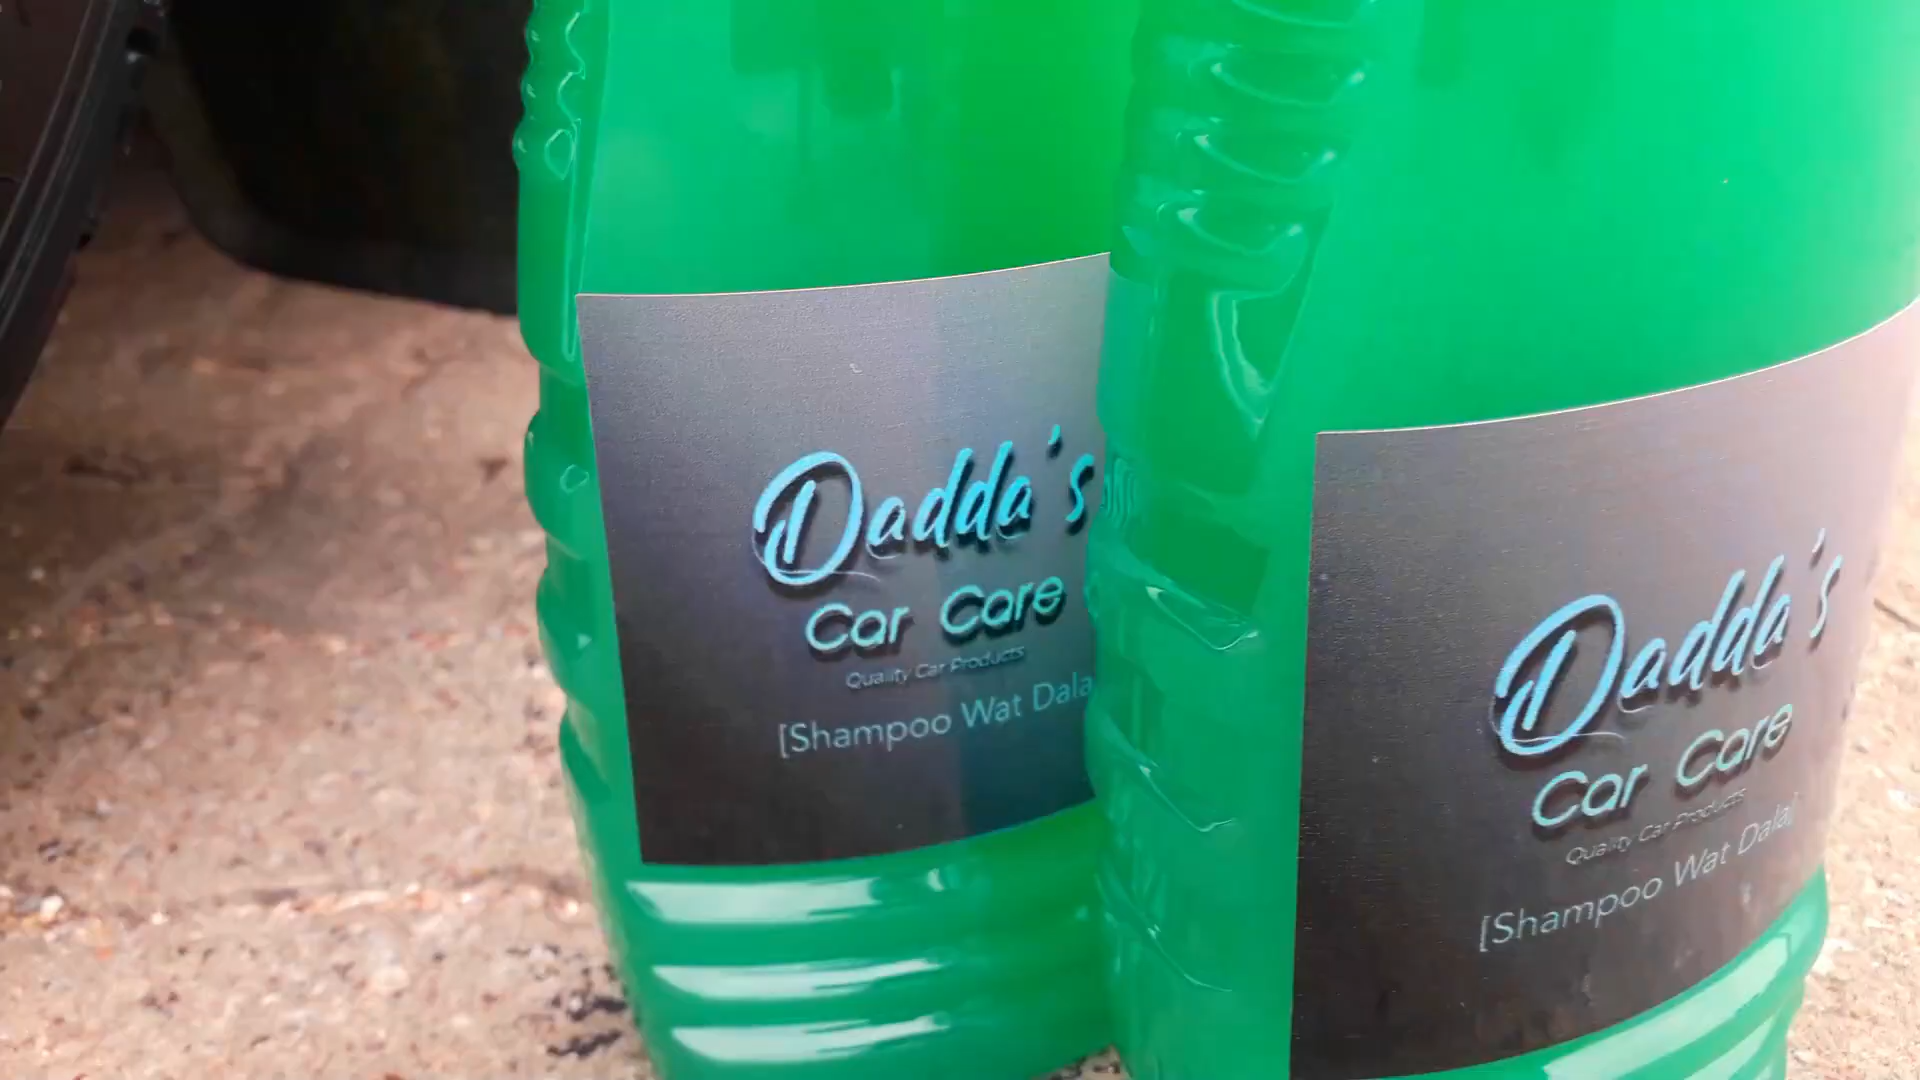 Dadda's
Car Care
Quality Car Products
[Shampoo Wat Dala
Dadda's
Car Care
Quality Car Products
[Shampoo Wat Dala]